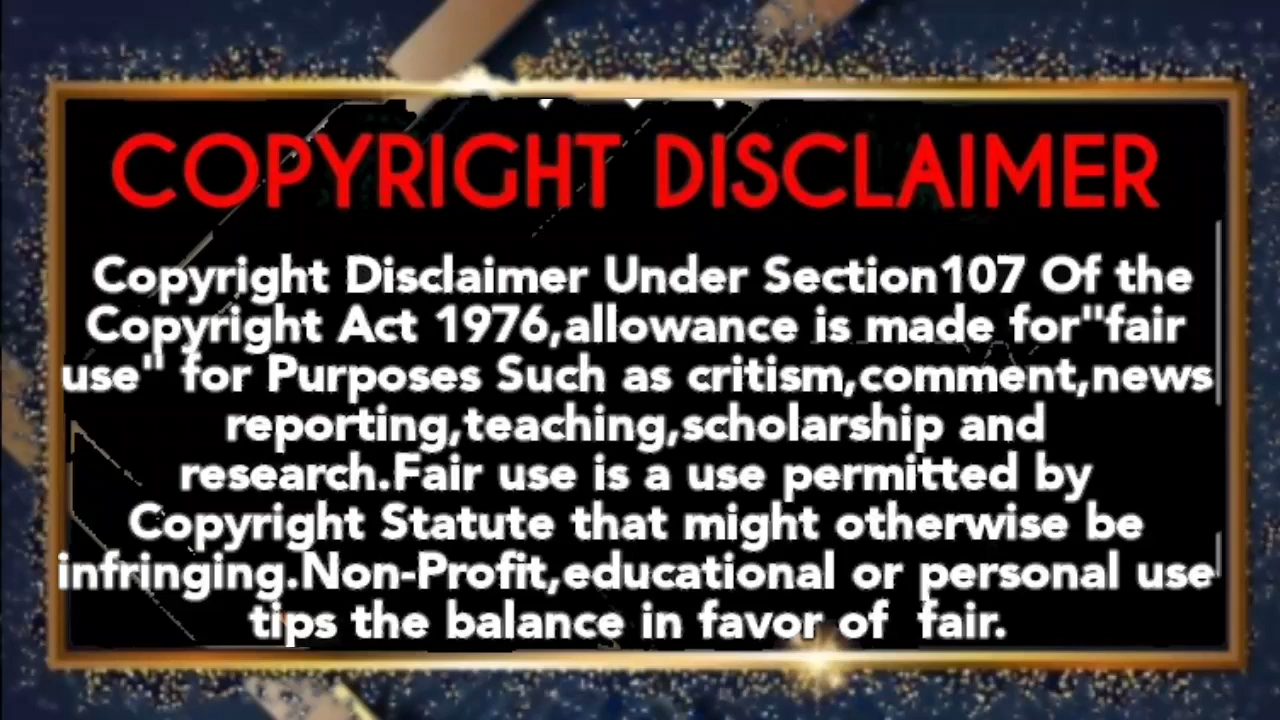 COPYRIGHT DISCLAIMER
Copyright Disclaimer Under Section107 Of the
Copyright Act 1976,allowance is made for"fair
use" for Purposes Such as critism,comment,news
reporting,teaching,scholarship and
research.Fair use is a use permitted by
Copyright Statute that might otherwise be
infringing.Non-Profit,educational or personal use
tips the balance in favor of  fair.